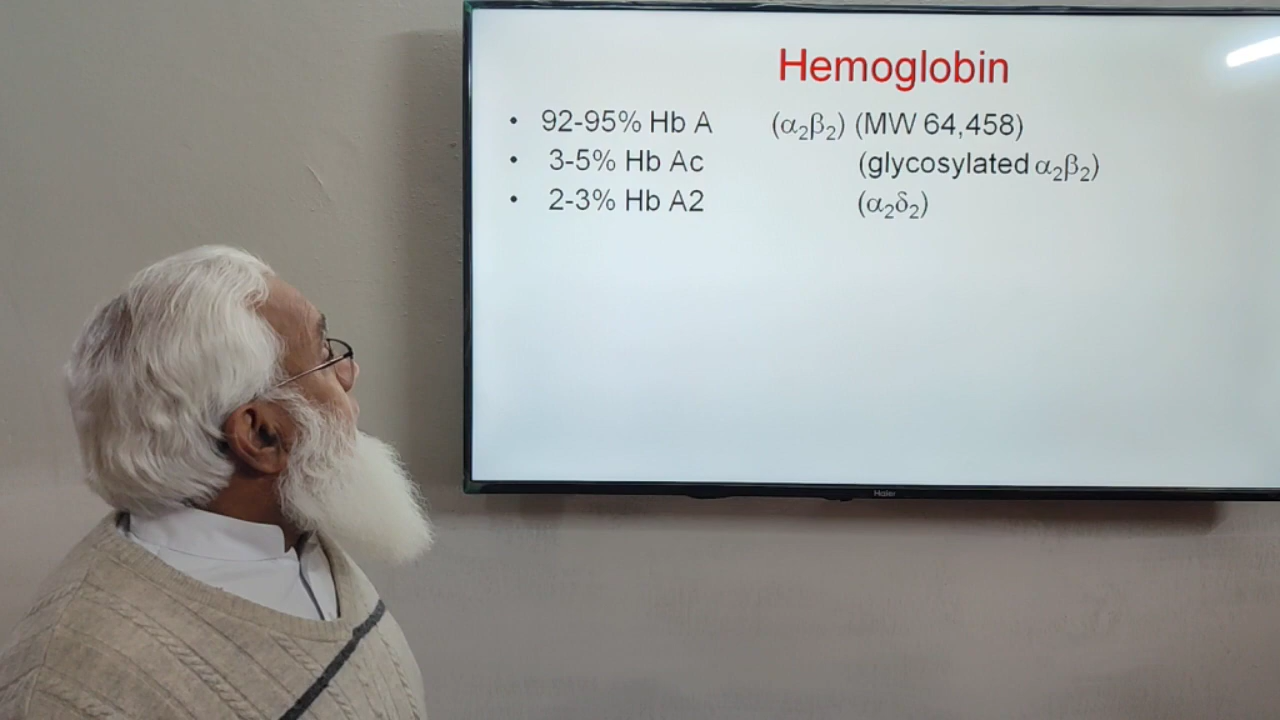 Hemoglobin
• 92-95% Hb A (α₂β₂) (MW 64,458)
• 3-5% Hb Ac (glycosylated α₂β₂)
• 2-3% Hb A2 (α₂δ₂)
Haier